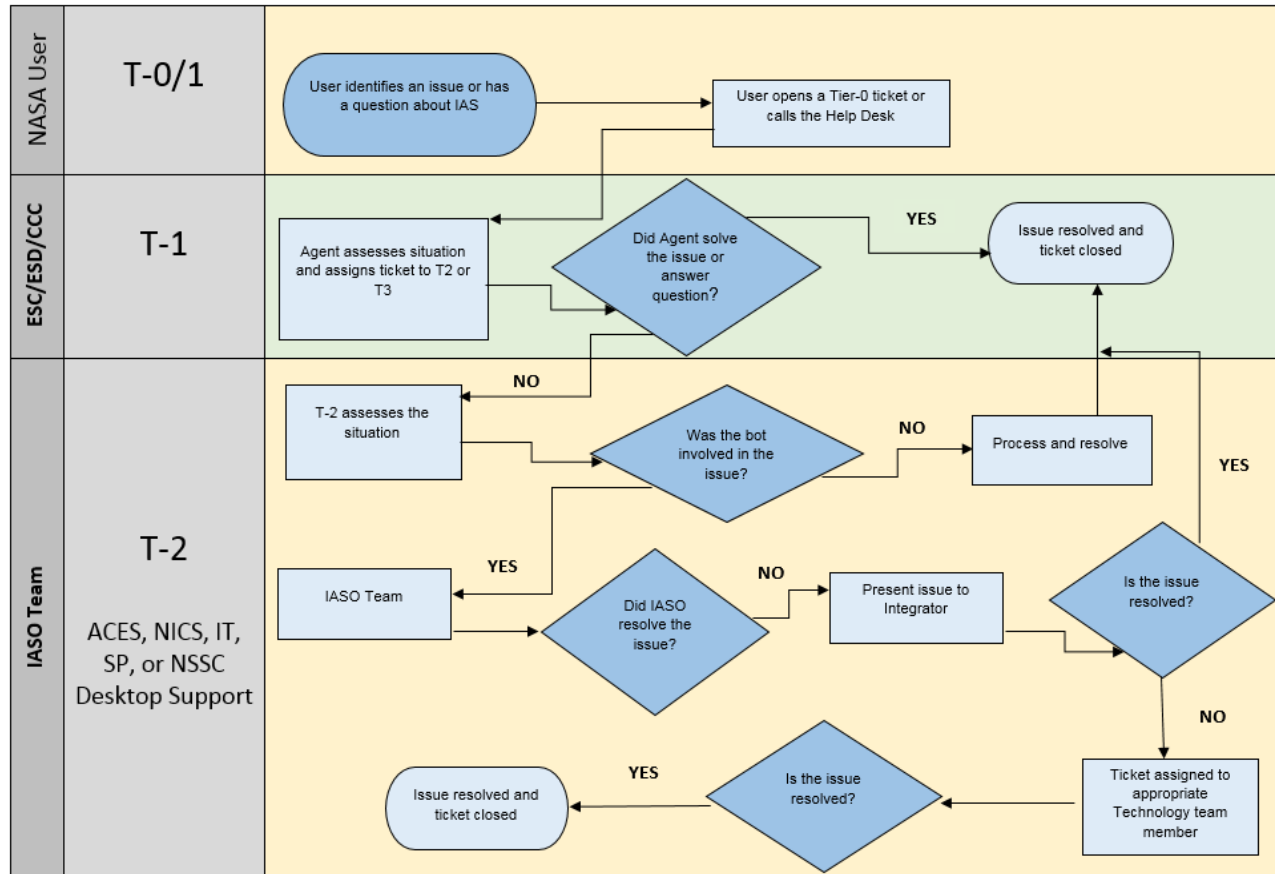 NASA User
T-0/1
User identifies an issue or has
a question about IAS
User opens a Tier-0 ticket or
calls the Help Desk
ESC/ESD/CCC
T-1
Agent assesses situation
and assigns ticket to T2 or
T3
Did Agent solve
the issue or
answer
question?
YES
Issue resolved and
ticket closed
IASO Team
T-2
ACES, NICS, IT,
SP, or NSSC
Desktop Support
NO
T-2 assesses the
situation
Was the bot
involved in the
issue?
NO
Process and resolve
YES
YES
IASO Team
Did IASO
resolve the
issue?
NO
Present issue to
Integrator
Is the issue
resolved?
NO
Ticket assigned to
appropriate
Technology team
member
Is the issue
resolved?
YES
Issue resolved and
ticket closed